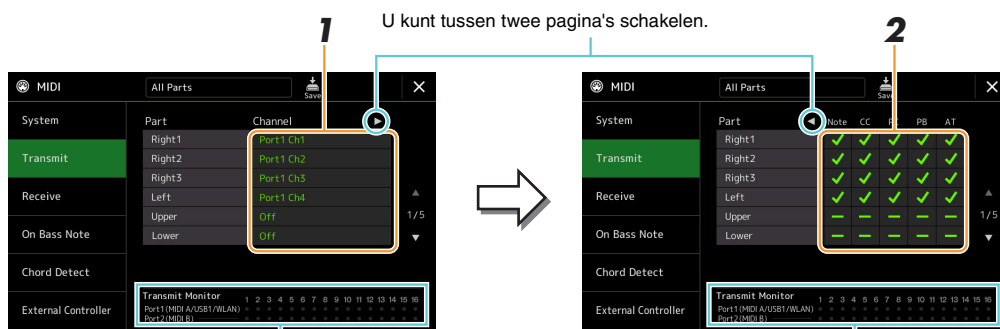 U kunt tussen twee pagina's schakelen.
1
2
MIDI
All Parts
Save
System
Transmit
Receive
On Bass Note
Chord Detect
External Controller
Part Channel
Right1 Port1 Ch1
Right2 Port1 Ch2
Right3 Port1 Ch3
Left Port1 Ch4
Upper Off
Lower Off
1/5
Transmit Monitor 1 2 3 4 5 6 7 8 9 10 11 12 13 14 15 16
Port1(MIDI A/USB1/WLAN)
Port2(MIDI B)
MIDI
All Parts
Save
System
Transmit
Receive
On Bass Note
Chord Detect
External Controller
Part Note CC PC PB AT
Right1
Right2
Right3
Left
Upper
Lower
1/5
Transmit Monitor 1 2 3 4 5 6 7 8 9 10 11 12 13 14 15 16
Port1(MIDI A/USB1/WLAN)
Port2(MIDI B)